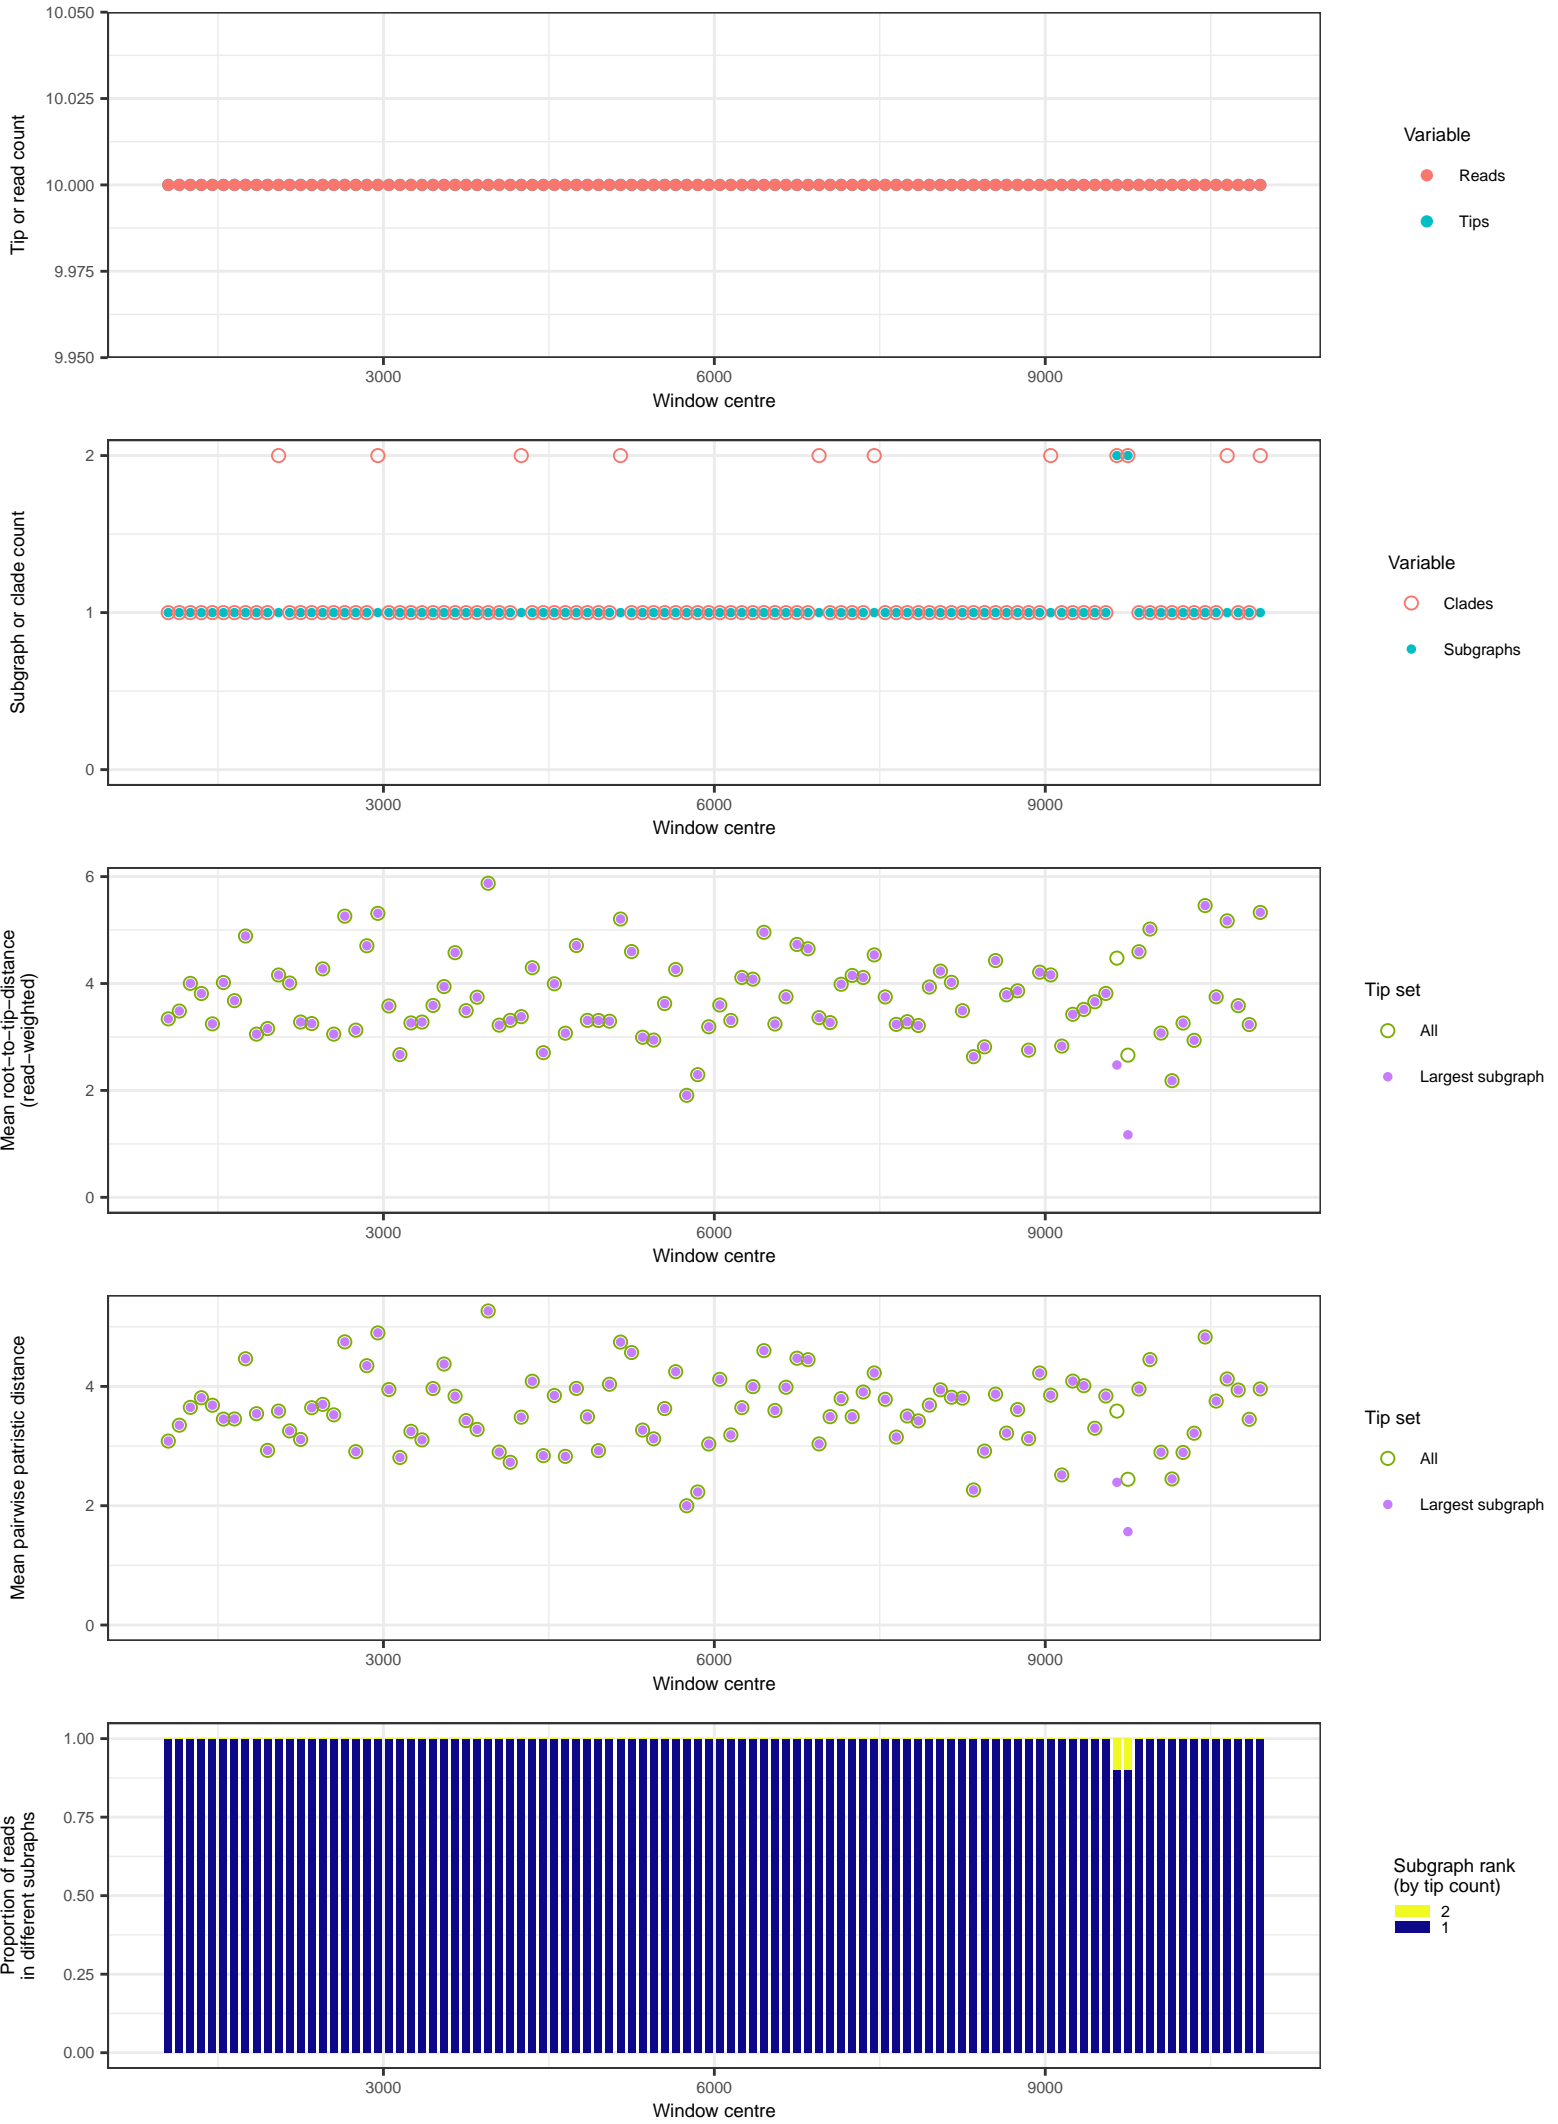 10.050
10.025
10.000
9.975
9.950
Tip or read count
3000
6000
9000
Window centre
Variable
Reads
Tips
2
1
0
Subgraph or clade count
3000
6000
9000
Window centre
Variable
Clades
Subgraphs
6
4
2
0
Mean root−to−tip−distance
(read−weighted)
3000
6000
9000
Window centre
Tip set
All
Largest subgraph
4
2
0
Mean pairwise patristic distance
3000
6000
9000
Window centre
Tip set
All
Largest subgraph
1.00
0.75
0.50
0.25
0.00
Proportion of reads
in different subraphs
3000
6000
9000
Window centre
Subgraph rank
(by tip count)
2
1